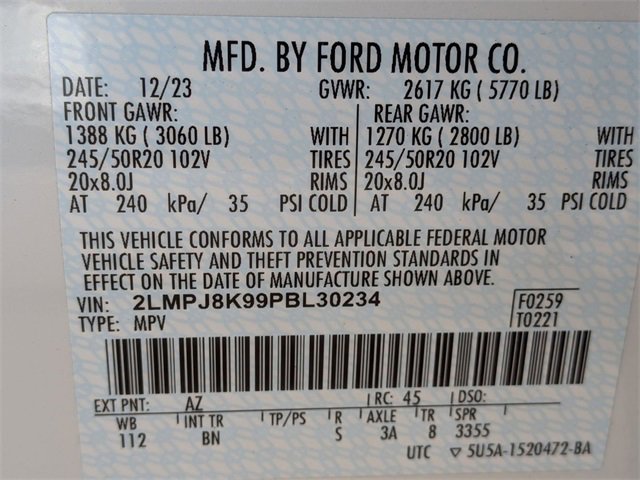 MFD. BY FORD MOTOR CO.
DATE: 12/23 GVWR: 2617 KG ( 5770 LB)
FRONT GAWR: REAR GAWR:
1388 KG ( 3060 LB) WITH 1270 KG ( 2800 LB) WITH
245/50R20 102V TIRES 245/50R20 102V TIRES
20x8.0J RIMS 20x8.0J RIMS
AT 240 kPa/ 35 PSI COLD AT 240 kPa/ 35 PSI COLD
THIS VEHICLE CONFORMS TO ALL APPLICABLE FEDERAL MOTOR
VEHICLE SAFETY AND THEFT PREVENTION STANDARDS IN
EFFECT ON THE DATE OF MANUFACTURE SHOWN ABOVE.
VIN: 2LMPJ8K99PBL30234 F0259
TYPE: MPV T0221
EXT PNT: AZ RC: 45 DSO:
WB INT TR TP/PS R AXLE TR SPR
112 BN S 3A 8 3355
UTC ▽ 5U5A-1520472-BA